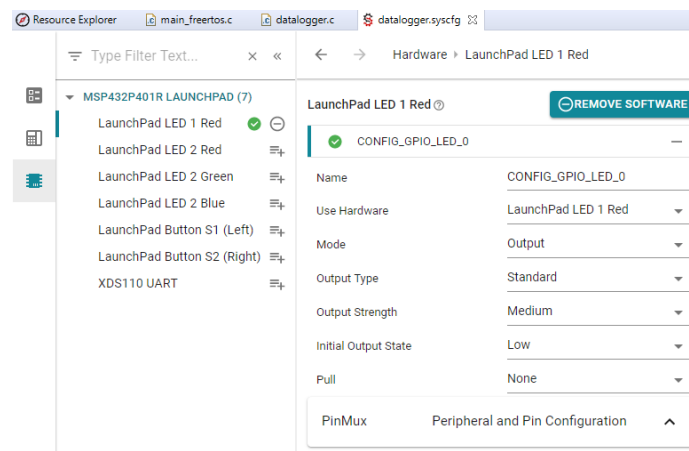 Resource Explorer main_freertos.c datalogger.c datalogger.syscfg
Type Filter Text...
Hardware LaunchPad LED 1 Red
MSP432P401R LAUNCHPAD (7)
LaunchPad LED 1 Red
LaunchPad LED 2 Red
LaunchPad LED 2 Green
LaunchPad LED 2 Blue
LaunchPad Button S1 (Left)
LaunchPad Button S2 (Right)
XDS110 UART
LaunchPad LED 1 Red
REMOVE SOFTWARE
CONFIG_GPIO_LED_0
Name CONFIG_GPIO_LED_0
Use Hardware LaunchPad LED 1 Red
Mode Output
Output Type Standard
Output Strength Medium
Initial Output State Low
Pull None
PinMux Peripheral and Pin Configuration